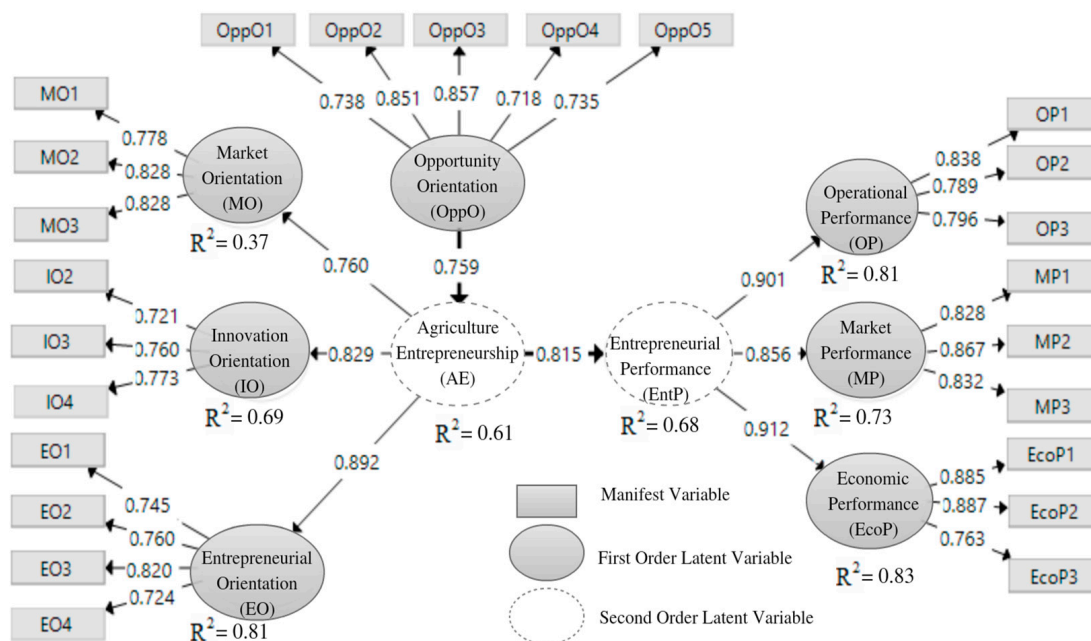 OppO1
OppO2
OppO3
OppO4
OppO5
0.738
0.851
0.857
0.718
0.735
MO1
MO2
MO3
0.778
0.828
0.828
Market
Orientation
(MO)
R²= 0.37
Opportunity
Orientation
(OppO)
0.760
0.759
IO2
IO3
IO4
0.721
0.760
0.773
Innovation
Orientation
(IO)
R²= 0.69
0.829
Agriculture
Entrepreneurship
(AE)
R²= 0.61
0.815
Entrepreneurial
Performance
(EntP)
R²= 0.68
0.892
EO1
EO2
EO3
EO4
0.745
0.760
0.820
0.724
Entrepreneurial
Orientation
(EO)
R²= 0.81
0.901
0.856
0.912
Operational
Performance
(OP)
R²= 0.81
0.838
0.789
0.796
OP1
OP2
OP3
Market
Performance
(MP)
R²= 0.73
0.828
0.867
0.832
MP1
MP2
MP3
Economic
Performance
(EcoP)
R²= 0.83
0.885
0.887
0.763
EcoP1
EcoP2
EcoP3
Manifest Variable
First Order Latent Variable
Second Order Latent Variable